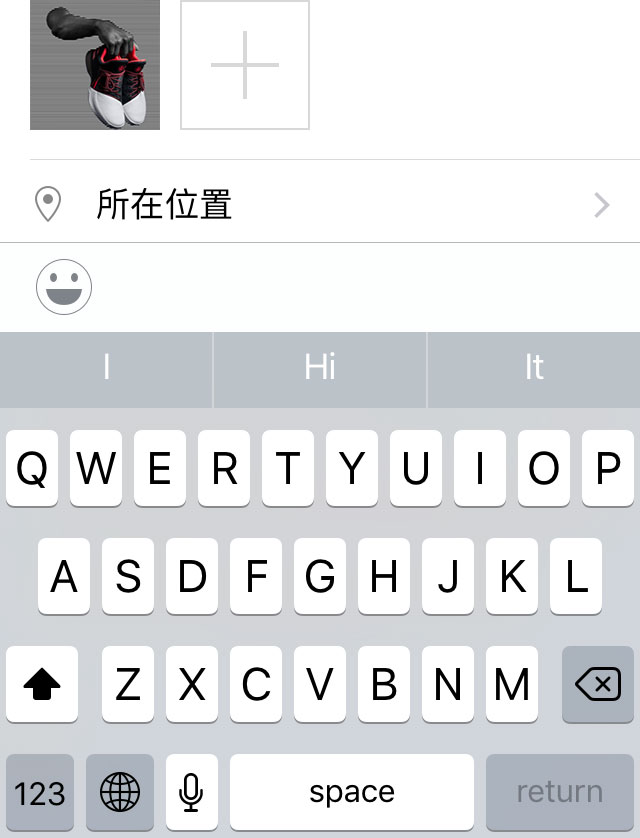 所在位置
I Hi It
Q W E R T Y U I O P
A S D F G H J K L
Z X C V B N M
123 space return